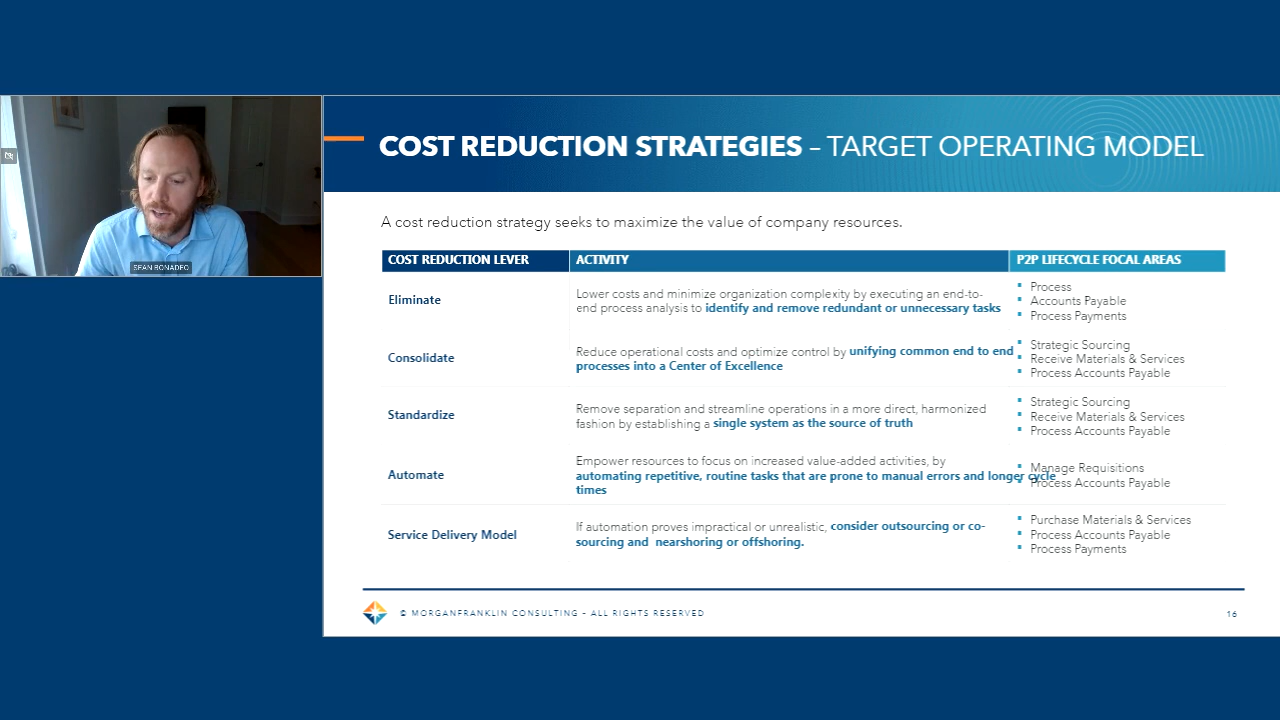 SEAN BONADEO
COST REDUCTION STRATEGIES – TARGET OPERATING MODEL
A cost reduction strategy seeks to maximize the value of company resources.
COST REDUCTION LEVER
ACTIVITY
P2P LIFECYCLE FOCAL AREAS
Eliminate
Lower costs and minimize organization complexity by executing an end-to-
end process analysis to identify and remove redundant or unnecessary tasks
Process
Accounts Payable
Process Payments
Consolidate
Reduce operational costs and optimize control by unifying common end to end
processes into a Center of Excellence
Strategic Sourcing
Receive Materials & Services
Process Accounts Payable
Standardize
Remove separation and streamline operations in a more direct, harmonized
fashion by establishing a single system as the source of truth
Strategic Sourcing
Receive Materials & Services
Process Accounts Payable
Automate
Empower resources to focus on increased value-added activities, by
automating repetitive, routine tasks that are prone to manual errors and longer cycle
times
Manage Requisitions
Process Accounts Payable
Service Delivery Model
If automation proves impractical or unrealistic, consider outsourcing or co-
sourcing and nearshoring or offshoring.
Purchase Materials & Services
Process Accounts Payable
Process Payments
© MORGANFRANKLIN CONSULTING - ALL RIGHTS RESERVED
16